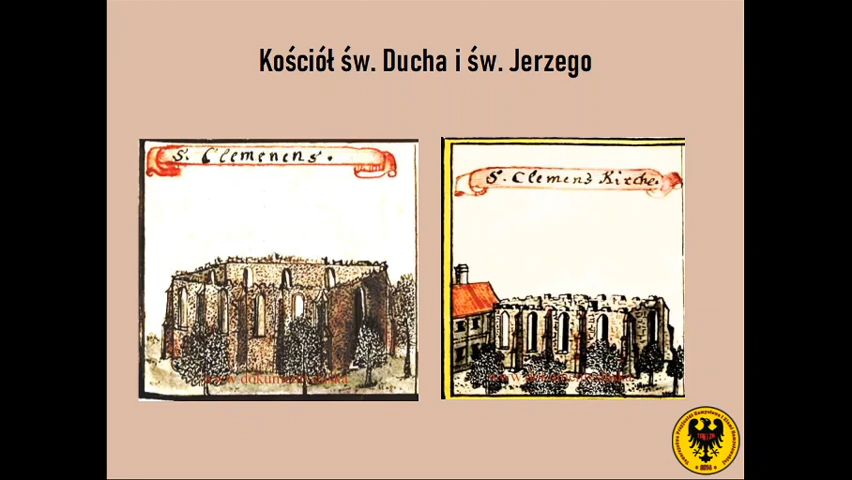 Kościół św. Ducha i św. Jerzego
S. Clemenens.
S. Clemens Kirche.